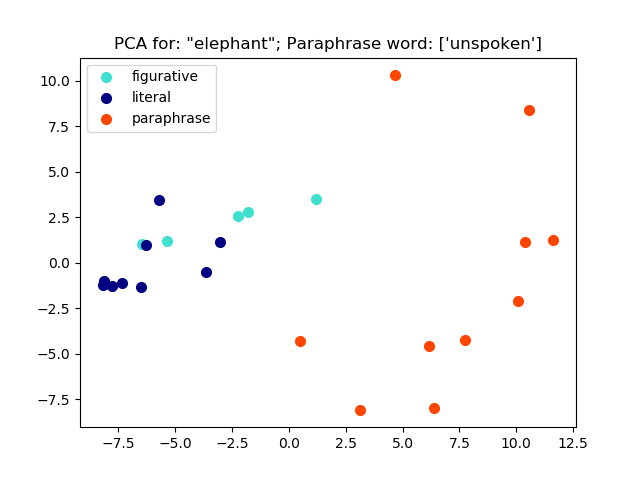 PCA for: "elephant"; Paraphrase word: ['unspoken']
figurative
literal
paraphrase
10.0
7.5
5.0
2.5
0.0
−2.5
−5.0
−7.5
−7.5 −5.0 −2.5 0.0 2.5 5.0 7.5 10.0 12.5